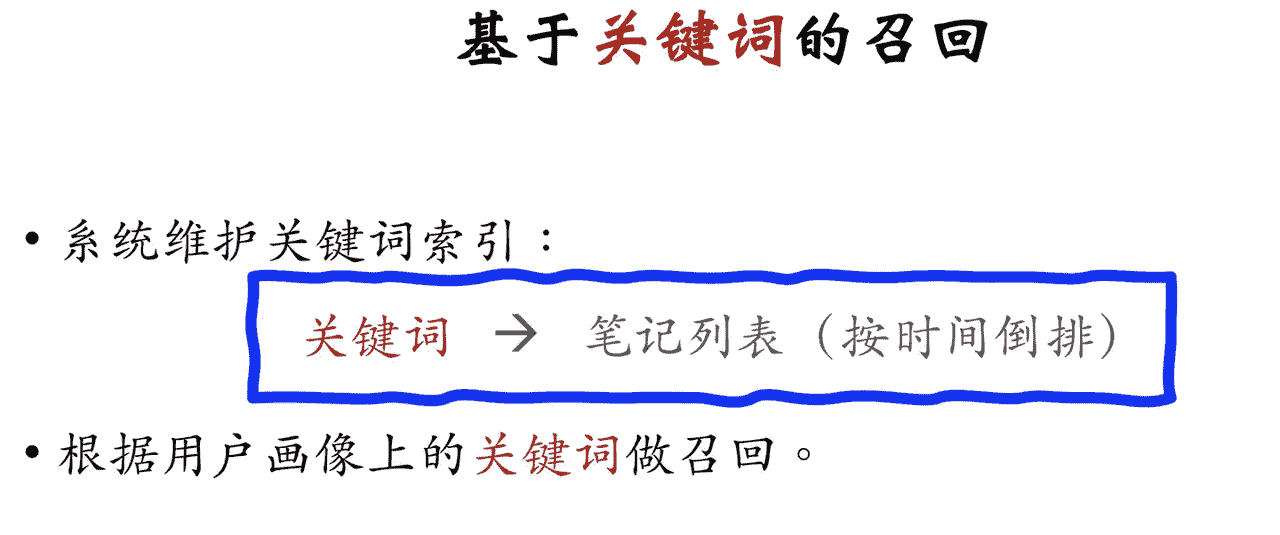 基于关键词的召回
• 系统维护关键词索引：
关键词 → 笔记列表（按时间倒排）
• 根据用户画像上的关键词做召回。